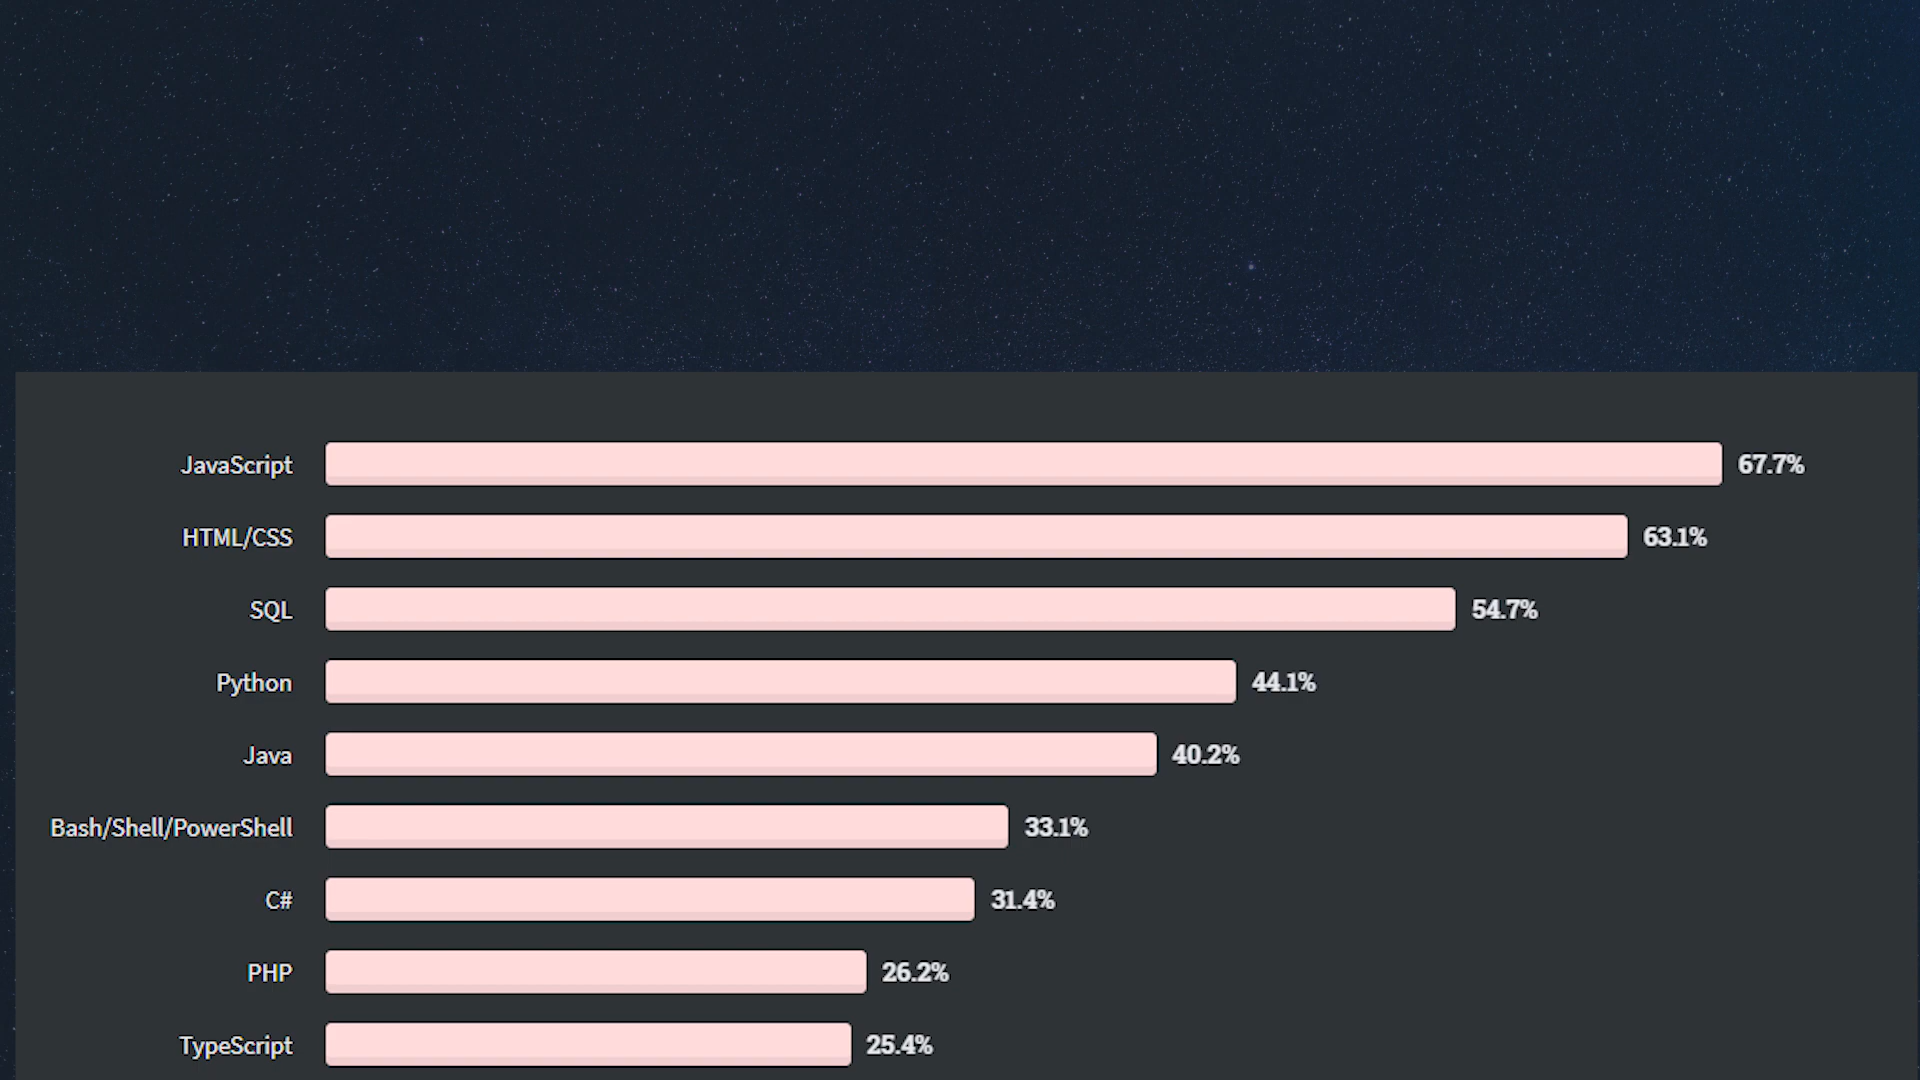 JavaScript 67.7%
HTML/CSS 63.1%
SQL 54.7%
Python 44.1%
Java 40.2%
Bash/Shell/PowerShell 33.1%
C# 31.4%
PHP 26.2%
TypeScript 25.4%